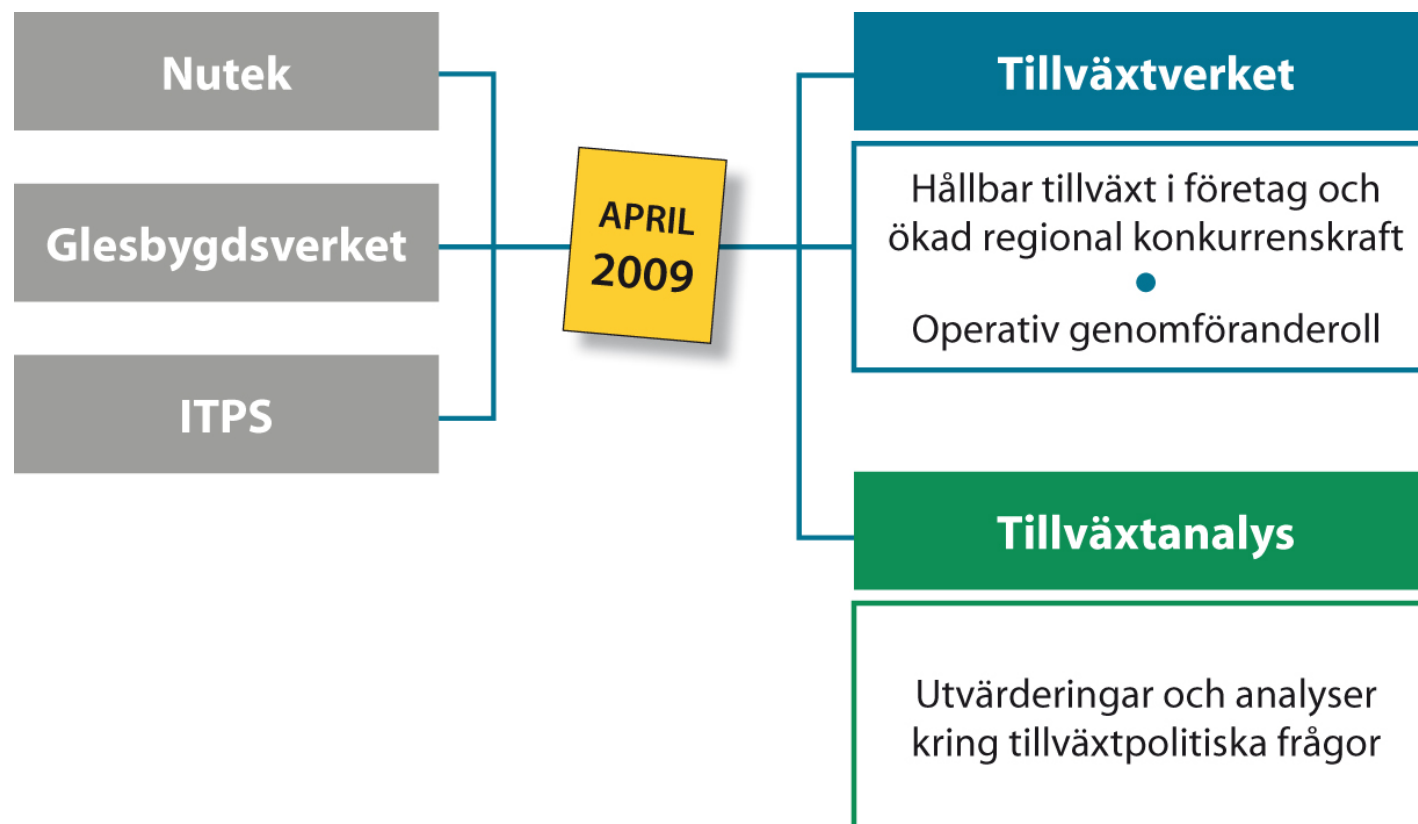 Nutek
Glesbygdsverket
ITPS
APRIL
2009
Tillväxtverket
Hållbar tillväxt i företag och
ökad regional konkurrenskraft
•
Operativ genomföranderoll
Tillväxtanalys
Utvärderingar och analyser
kring tillväxtpolitiska frågor